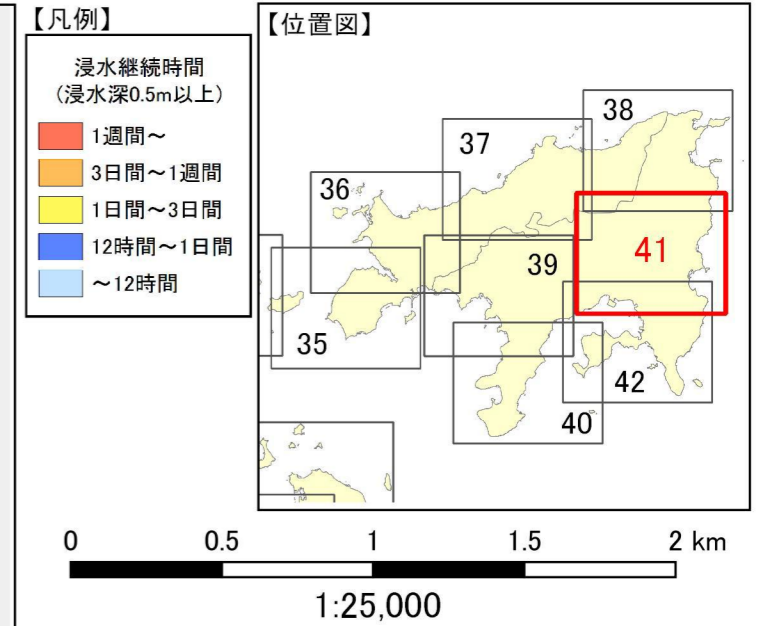 【凡例】
浸水継続時間
(浸水深0.5m以上)
1週間～
3日間～1週間
1日間～3日間
12時間～1日間
～12時間
【位置図】
38
37
36
41
39
35
42
40
0 0.5 1 1.5 2 km
1:25,000